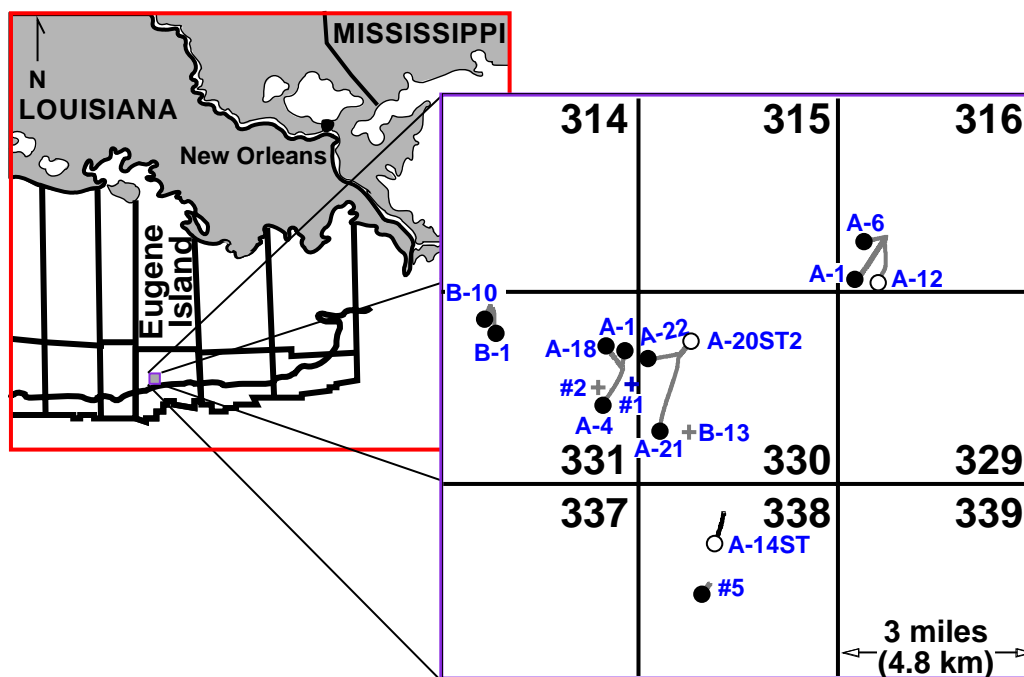 MISSISSIPPI
N
LOUISIANA
New Orleans
Eugene
Island
314
315
316
A-6
A-1
A-12
B-10
B-1
A-1
A-22
A-18
A-20ST2
#2
#1
A-4
A-21
B-13
331
330
329
337
338
339
A-14ST
#5
3 miles
(4.8 km)